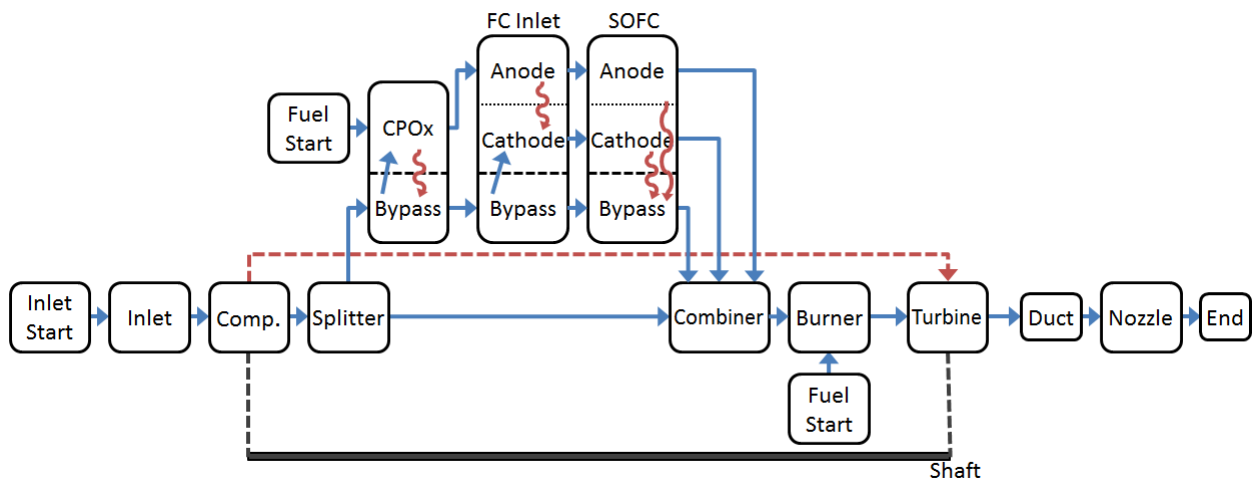 FC Inlet
SOFC
Anode
Anode
Fuel
Start
CPOx
Cathode
Cathode
Bypass
Bypass
Bypass
Inlet
Start
Inlet
Comp.
Splitter
Combiner
Burner
Turbine
Duct
Nozzle
End
Fuel
Start
Shaft